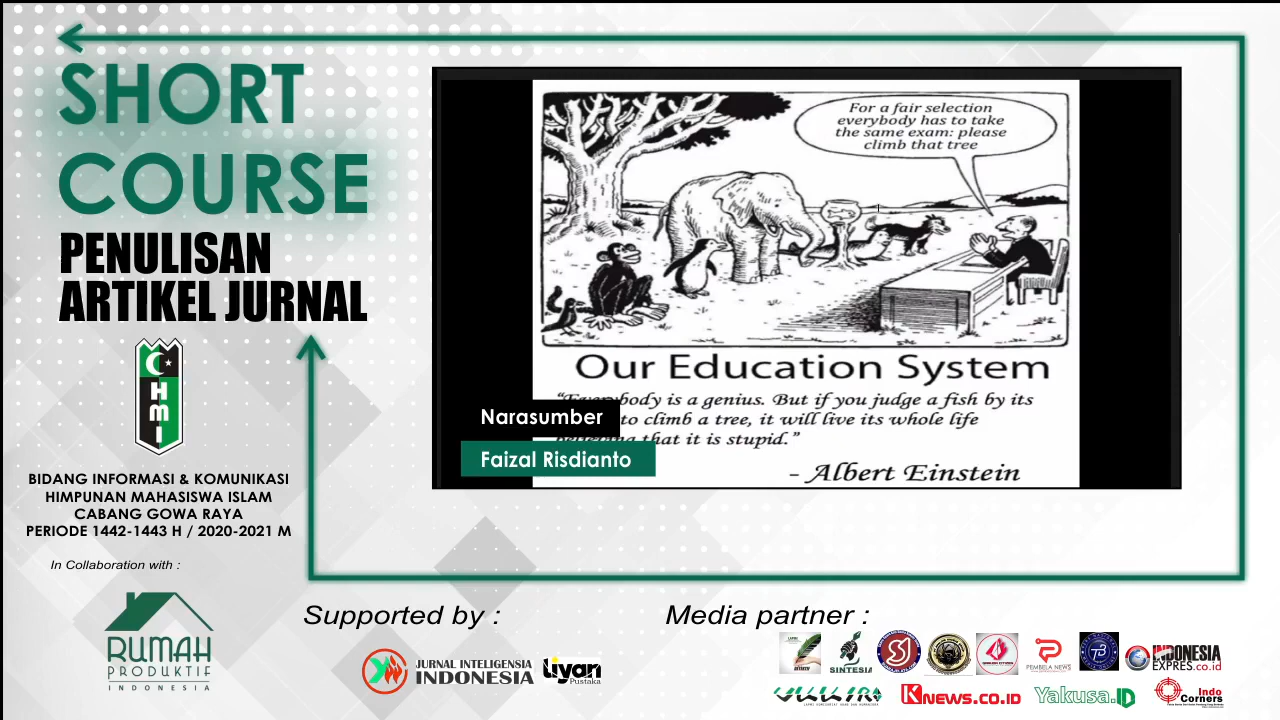 SHORT
COURSE
PENULISAN
ARTIKEL JURNAL
HMI
BIDANG INFORMASI & KOMUNIKASI
HIMPUNAN MAHASISWA ISLAM
CABANG GOWA RAYA
PERIODE 1442-1443 H / 2020-2021 M
In Collaboration with :
RUMAH
PRODUKTIF
INDONESIA
For a fair selection
everybody has to take
the same exam: please
climb that tree
Our Education System
body is a genius. But if you judge a fish by its
to climb a tree, it will live its whole life
that it is stupid.”
– Albert Einstein
Narasumber
Faizal Risdianto
Supported by :
JURNAL INTELIGENSIA
INDONESIA
Liyan
Pustaka
Media partner :
SINTESIA
PEMBELA NEWS
INDONESIA
EXPRES.co.id
KNEWS.CO.ID
Yakusa.ID
Indo
Corners